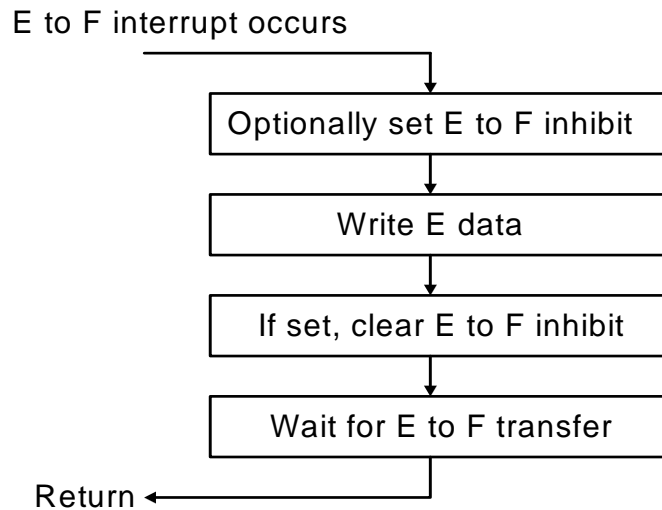 E to F interrupt occurs
Optionally set E to F inhibit
Write E data
If set, clear E to F inhibit
Wait for E to F transfer
Return